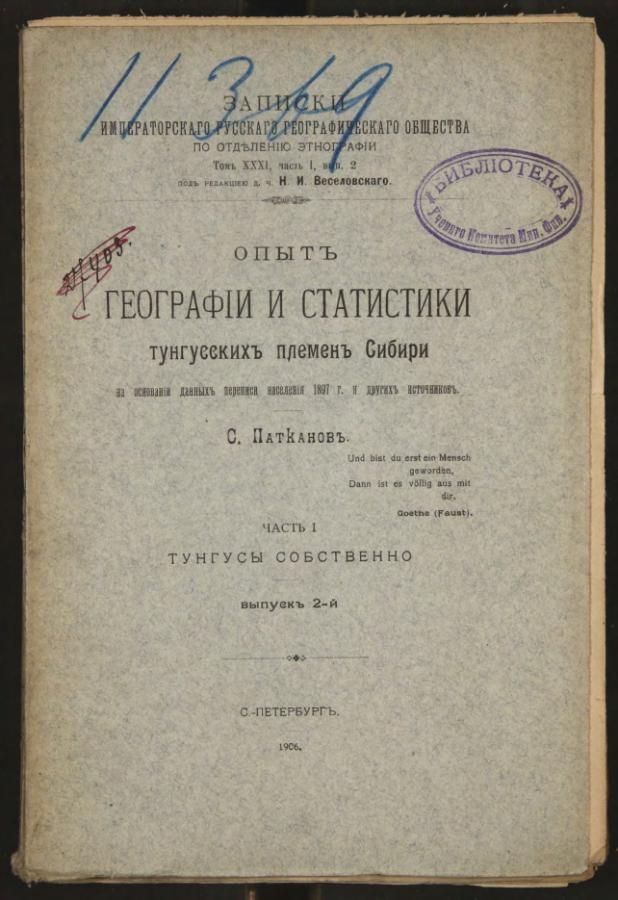 11369
ЗАПИСКИ
ИМПЕРАТОРСКАГО РУССКАГО ГЕОГРАФИЧЕСКАГО ОБЩЕСТВА
ПО ОТДѢЛЕНІЮ ЭТНОГРАФІИ
Томъ XXXI, часть I, вып. 2
подъ редакціею д. ч. Н. И. Веселовскаго.
БИБЛІОТЕКА
Ученаго Комитета Мин. Фин.
ОПЫТЪ
ГЕОГРАФІИ И СТАТИСТИКИ
тунгусскихъ племенъ Сибири
на основаніи данныхъ переписи населенія 1897 г. и другихъ источниковъ.
С. Паткановъ.
Und bist du erst ein Mensch
geworden,
Dann ist es völlig aus mit
dir.
Goethe (Faust).
ЧАСТЬ I
ТУНГУСЫ СОБСТВЕННО
выпускъ 2-й
С.-ПЕТЕРБУРГЪ.
1906.